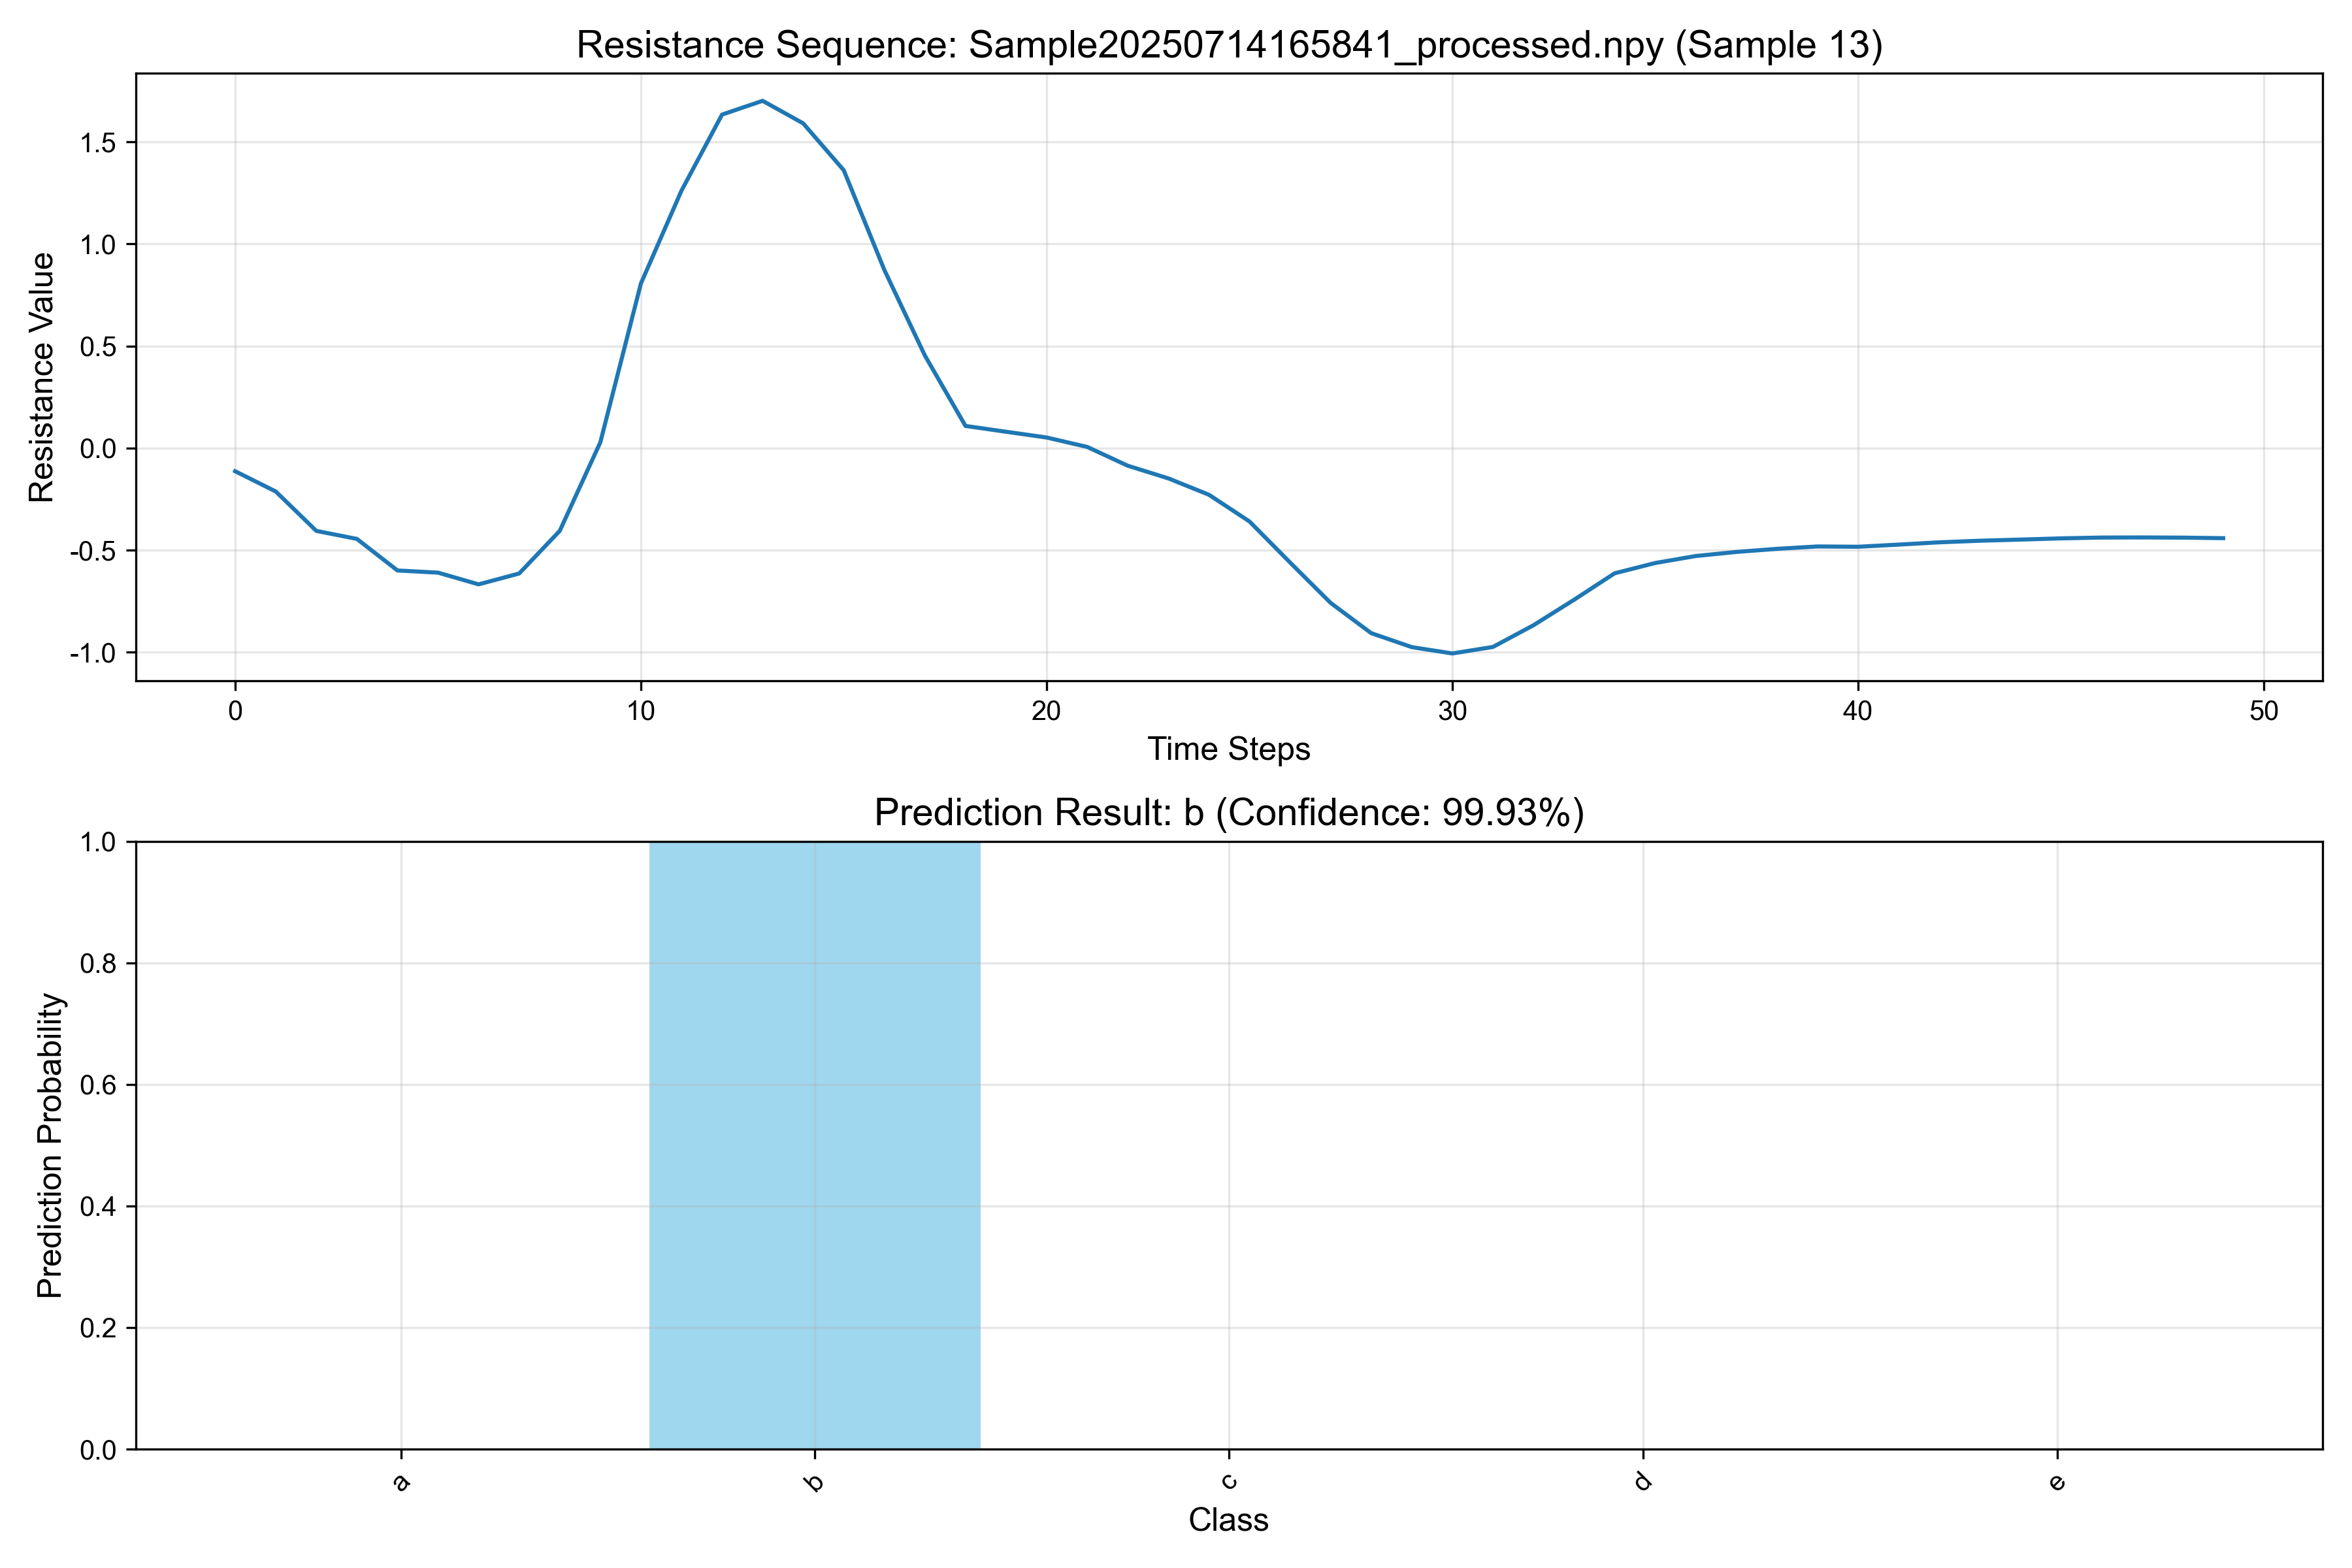 Resistance Sequence: Sample20250714165841_processed.npy (Sample 13)
Resistance Value
1.5
1.0
0.5
0.0
-0.5
-1.0
0 10 20 30 40 50
Time Steps
Prediction Result: b (Confidence: 99.93%)
Prediction Probability
1.0
0.8
0.6
0.4
0.2
0.0
a b c d e
Class